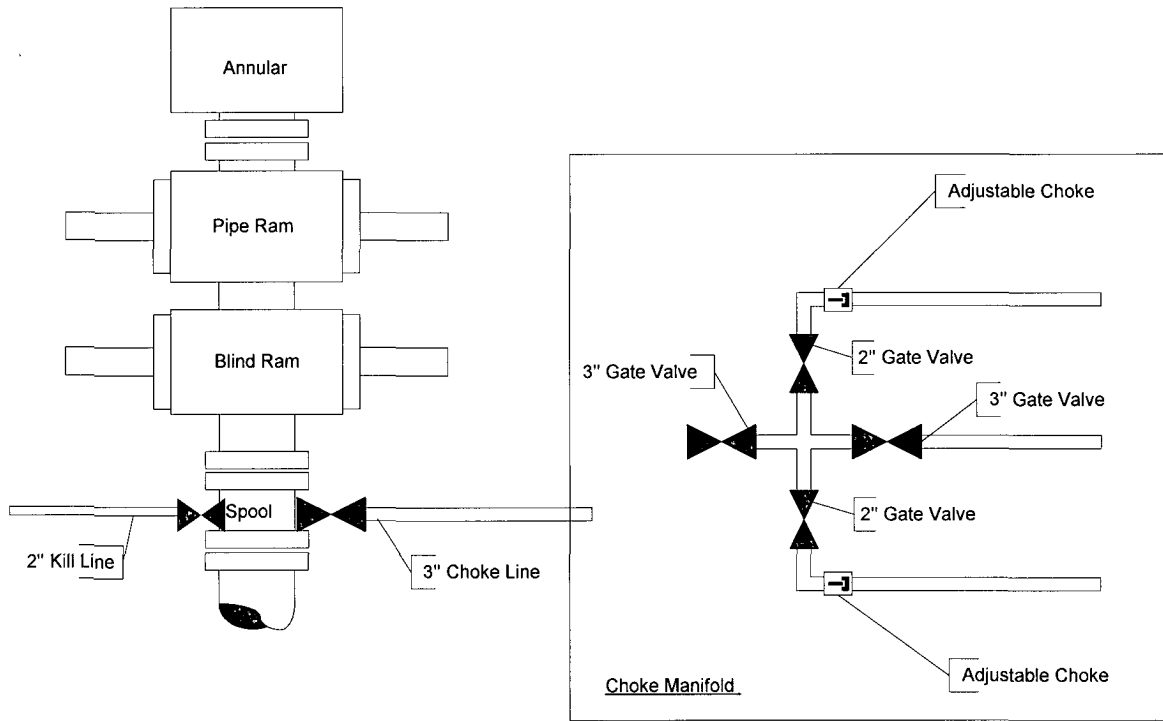 Annular
Pipe Ram
Blind Ram
Spool
2" Kill Line
3" Choke Line
Adjustable Choke
2" Gate Valve
3" Gate Valve
3" Gate Valve
2" Gate Valve
Adjustable Choke
Choke Manifold